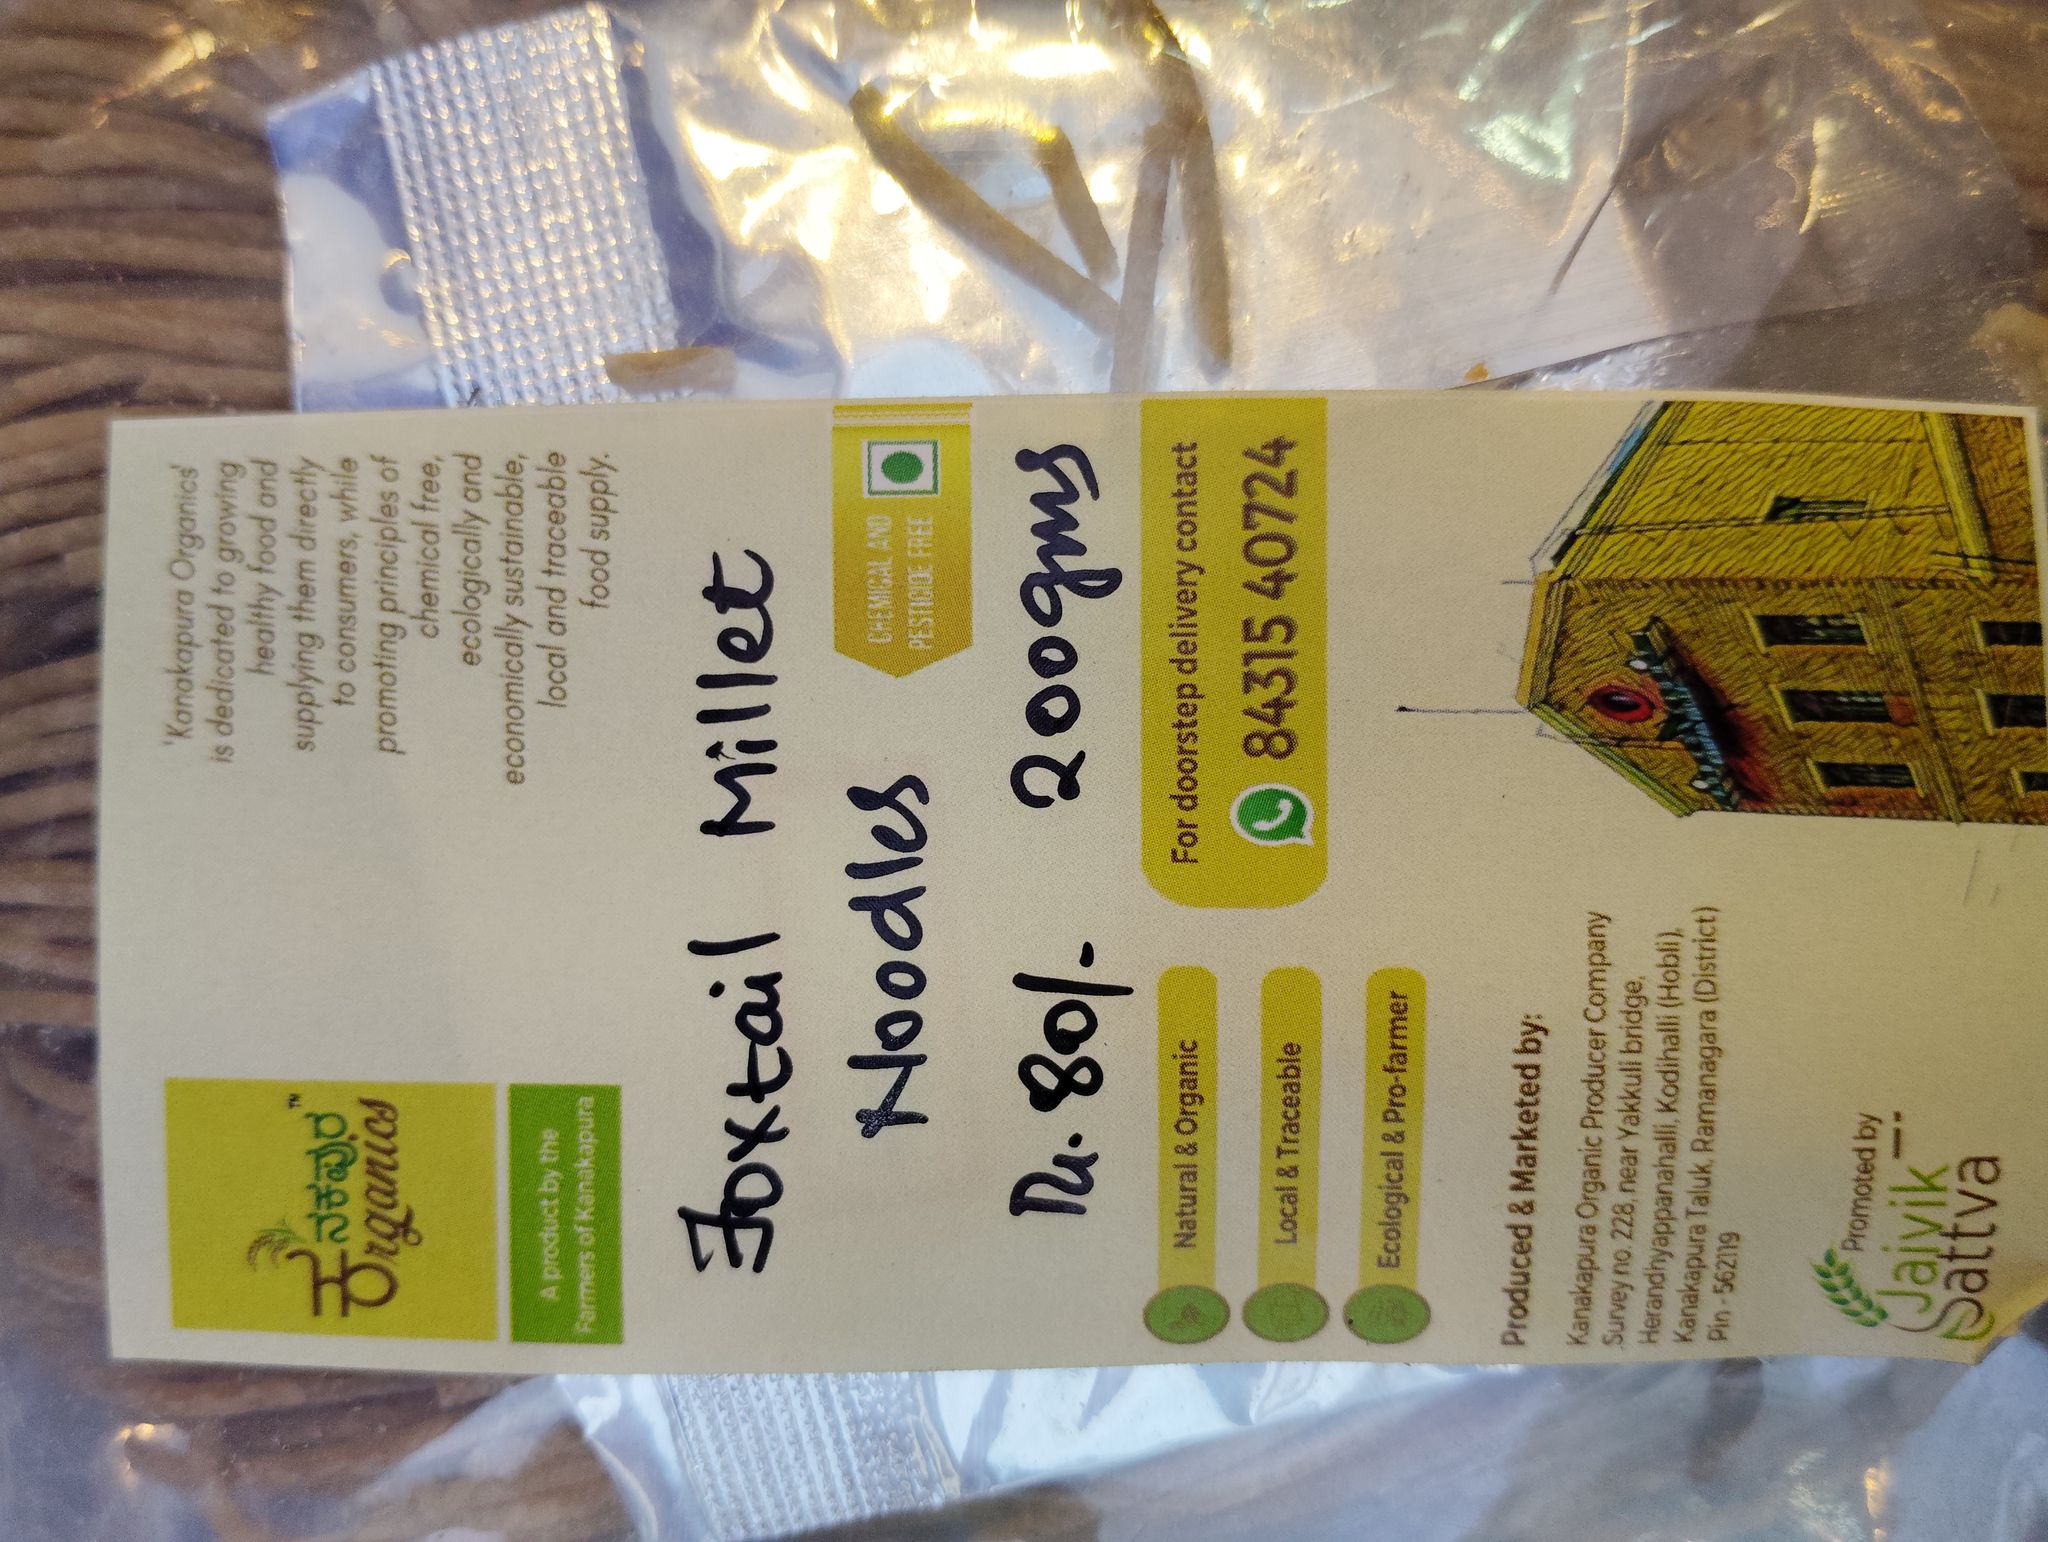 ಕನಕಪುರ ™
Organics
A product by the
Farmers of Kanakapura
'Kanakapura Organics'
is dedicated to growing
healthy food and
supplying them directly
to consumers, while
promoting principles of
chemical free,
ecologically and
economically sustainable,
local and traceable
food supply.
Foxtail Millet
Noodles
CHEMICAL AND
PESTICIDE FREE
Rs. 80/- 200gms
Natural & Organic
Local & Traceable
Ecological & Pro-farmer
For doorstep delivery contact
84315 40724
Produced & Marketed by:
Kanakapura Organic Producer Company
Survey no. 228, near Yakkuli bridge,
Herandhyappanahalli, Kodihalli (Hobli),
Kanakapura Taluk, Ramanagara (District)
Pin - 562119
Promoted by
Jaivik
Sattva